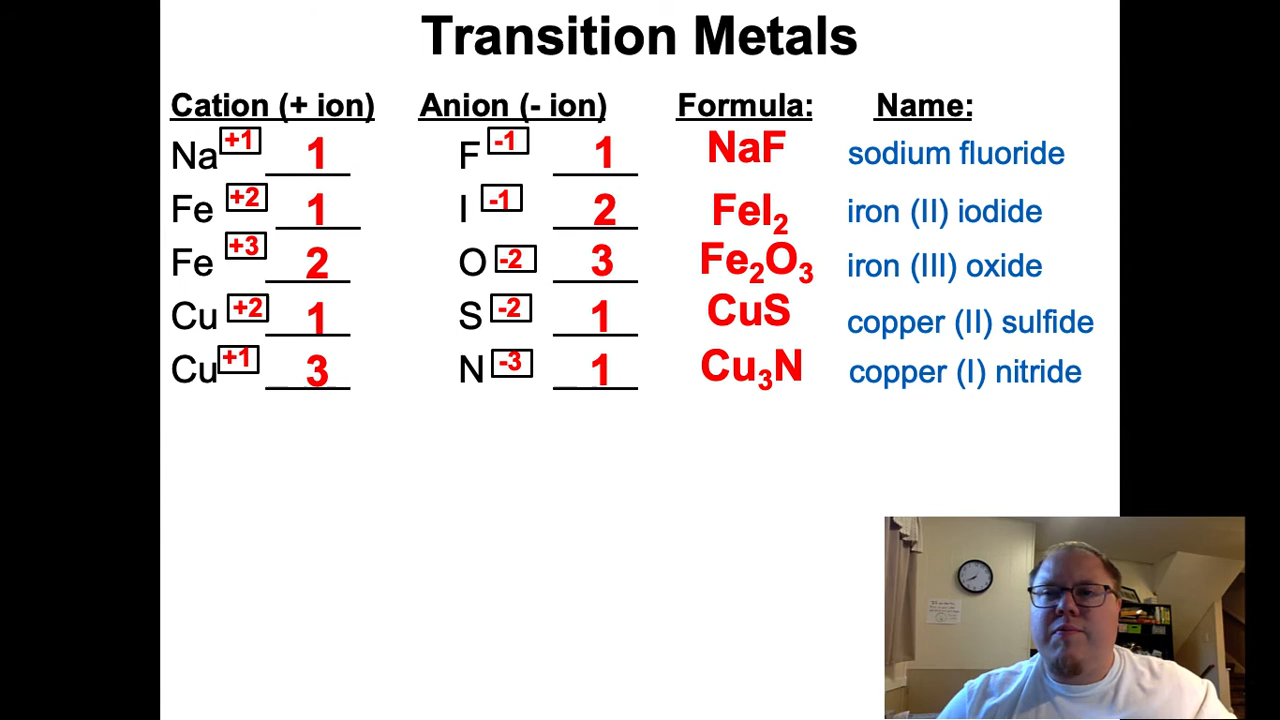 Transition Metals
Cation (+ ion) Anion (- ion) Formula: Name:
Na +1 1 F -1 1 NaF sodium fluoride
Fe +2 1 I -1 2 FeI₂ iron (II) iodide
Fe +3 2 O -2 3 Fe₂O₃ iron (III) oxide
Cu +2 1 S -2 1 CuS copper (II) sulfide
Cu +1 3 N -3 1 Cu₃N copper (I) nitride